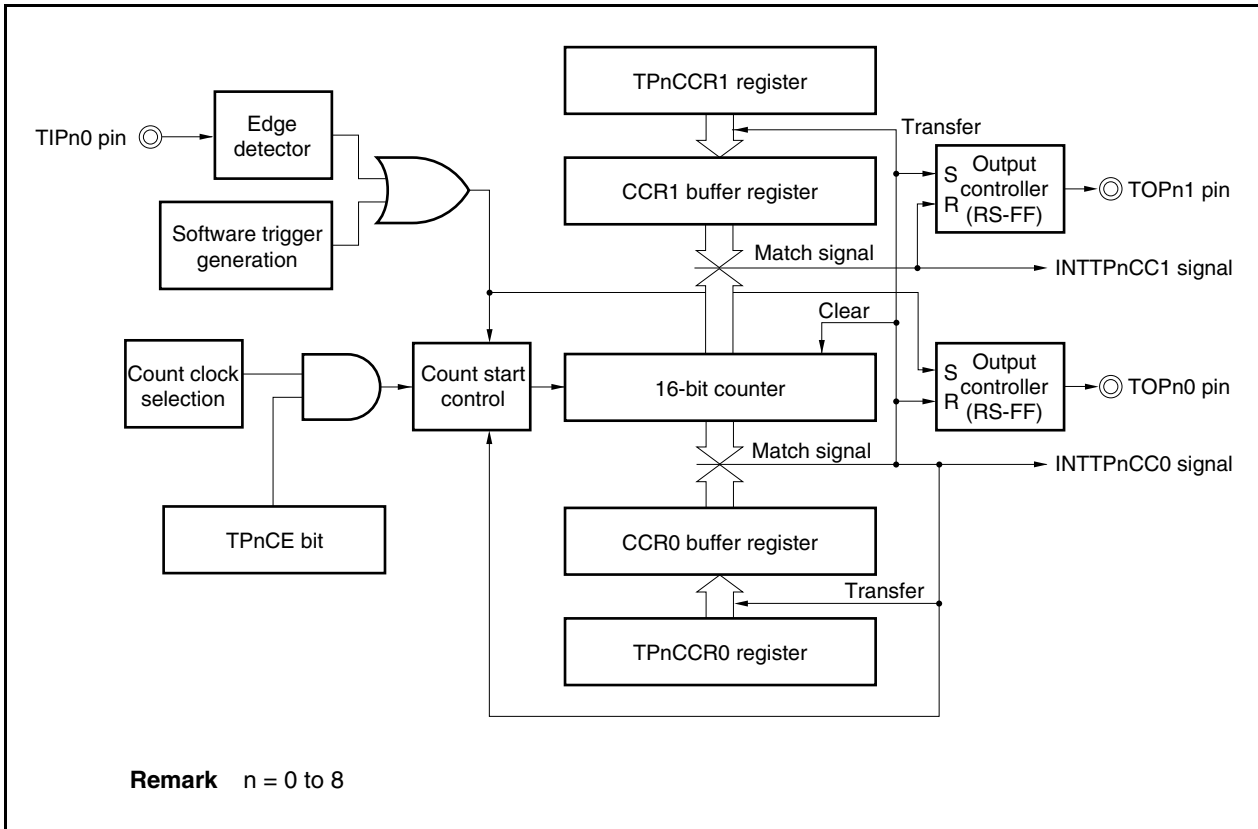 TPnCCR1 register
TIPn0 pin
Edge
detector
Transfer
CCR1 buffer register
S
R
Output
controller
(RS-FF)
TOPn1 pin
Software trigger
generation
Match signal
INTTPnCC1 signal
Clear
Count clock
selection
Count start
control
16-bit counter
S
R
Output
controller
(RS-FF)
TOPn0 pin
Match signal
INTTPnCC0 signal
TPnCE bit
CCR0 buffer register
Transfer
TPnCCR0 register
Remark n = 0 to 8